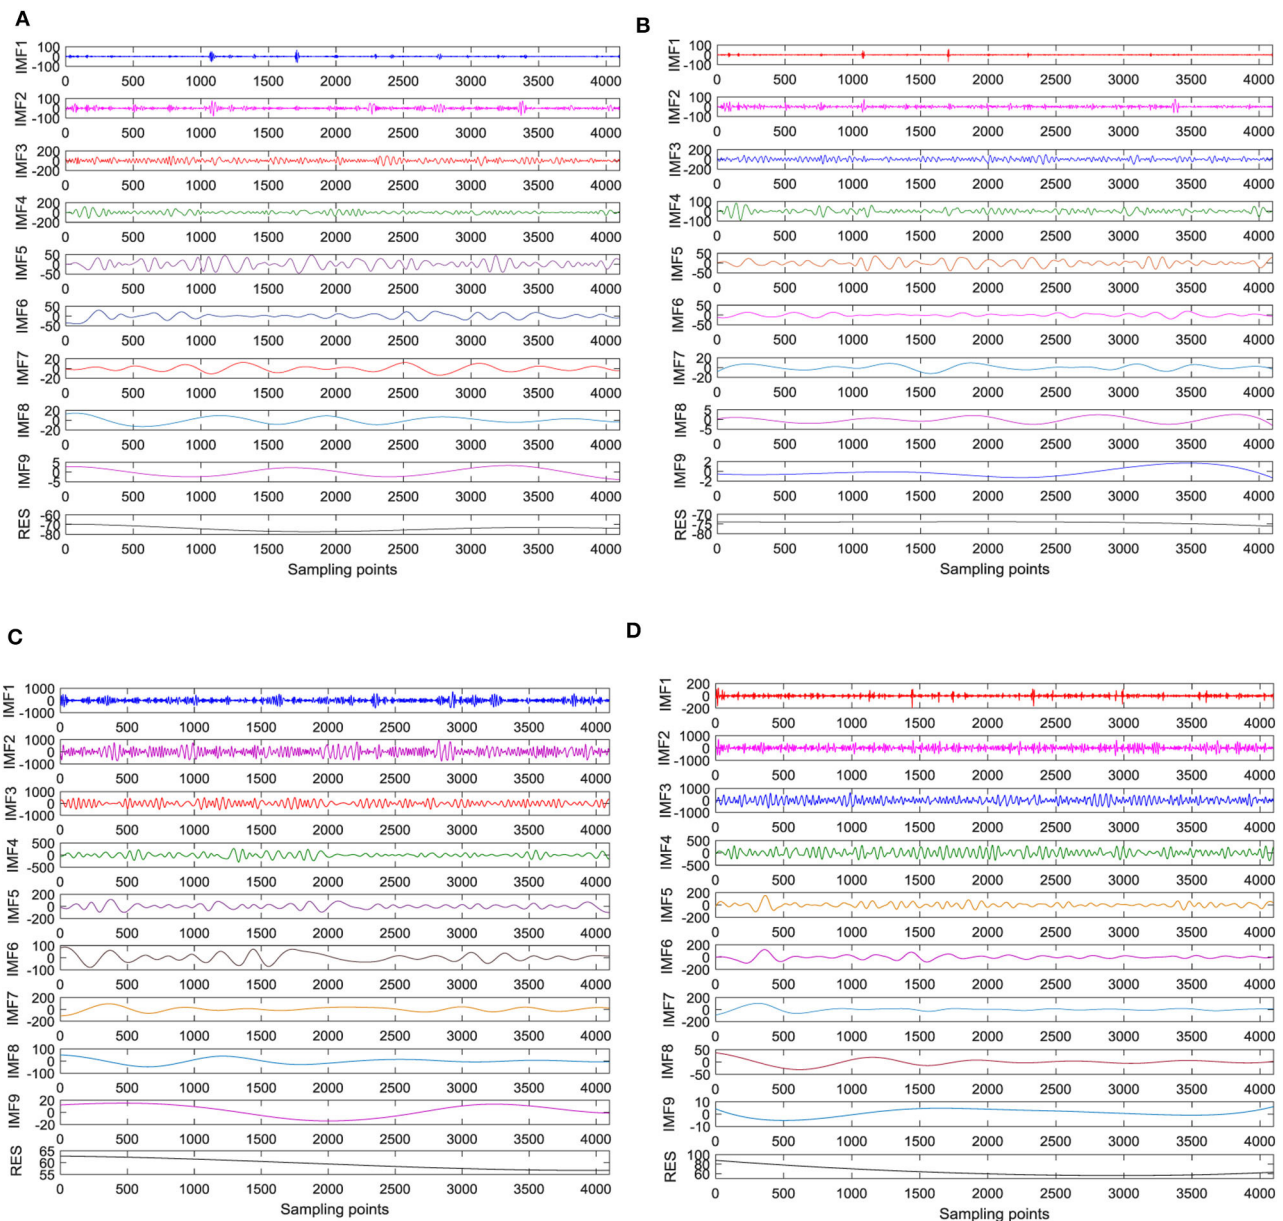 A
IMF1 100 0 -100
0 500 1000 1500 2000 2500 3000 3500 4000
IMF2 100 0 -100
0 500 1000 1500 2000 2500 3000 3500 4000
IMF3 200 0 -200
0 500 1000 1500 2000 2500 3000 3500 4000
IMF4 200 0 -200
0 500 1000 1500 2000 2500 3000 3500 4000
IMF5 50 0 -50
0 500 1000 1500 2000 2500 3000 3500 4000
IMF6 50 0 -50
0 500 1000 1500 2000 2500 3000 3500 4000
IMF7 20 0 -20
0 500 1000 1500 2000 2500 3000 3500 4000
IMF8 20 0 -20
0 500 1000 1500 2000 2500 3000 3500 4000
IMF9 5 0 -5
0 500 1000 1500 2000 2500 3000 3500 4000
RES -60 -70 -80
0 500 1000 1500 2000 2500 3000 3500 4000
Sampling points
B
IMF1 100 0 -100
0 500 1000 1500 2000 2500 3000 3500 4000
IMF2 100 0 -100
0 500 1000 1500 2000 2500 3000 3500 4000
IMF3 200 0 -200
0 500 1000 1500 2000 2500 3000 3500 4000
IMF4 100 0 -100
0 500 1000 1500 2000 2500 3000 3500 4000
IMF5 50 0 -50
0 500 1000 1500 2000 2500 3000 3500 4000
IMF6 50 0 -50
0 500 1000 1500 2000 2500 3000 3500 4000
IMF7 20 0 -20
0 500 1000 1500 2000 2500 3000 3500 4000
IMF8 5 0 -5
0 500 1000 1500 2000 2500 3000 3500 4000
IMF9 2 0 -2
0 500 1000 1500 2000 2500 3000 3500 4000
RES -70 -75 -80
0 500 1000 1500 2000 2500 3000 3500 4000
Sampling points
C
IMF1 1000 0 -1000
0 500 1000 1500 2000 2500 3000 3500 4000
IMF2 1000 0 -1000
0 500 1000 1500 2000 2500 3000 3500 4000
IMF3 1000 0 -1000
0 500 1000 1500 2000 2500 3000 3500 4000
IMF4 500 0 -500
0 500 1000 1500 2000 2500 3000 3500 4000
IMF5 200 0 -200
0 500 1000 1500 2000 2500 3000 3500 4000
IMF6 100 0 -100
0 500 1000 1500 2000 2500 3000 3500 4000
IMF7 200 0 -200
0 500 1000 1500 2000 2500 3000 3500 4000
IMF8 100 0 -100
0 500 1000 1500 2000 2500 3000 3500 4000
IMF9 20 0 -20
0 500 1000 1500 2000 2500 3000 3500 4000
RES 65 60 55
0 500 1000 1500 2000 2500 3000 3500 4000
Sampling points
D
IMF1 200 0 -200
0 500 1000 1500 2000 2500 3000 3500 4000
IMF2 1000 0 -1000
0 500 1000 1500 2000 2500 3000 3500 4000
IMF3 1000 0 -1000
0 500 1000 1500 2000 2500 3000 3500 4000
IMF4 500 0 -500
0 500 1000 1500 2000 2500 3000 3500 4000
IMF5 200 0 -200
0 500 1000 1500 2000 2500 3000 3500 4000
IMF6 200 0 -200
0 500 1000 1500 2000 2500 3000 3500 4000
IMF7 200 0 -200
0 500 1000 1500 2000 2500 3000 3500 4000
IMF8 50 0 -50
0 500 1000 1500 2000 2500 3000 3500 4000
IMF9 10 0 -10
0 500 1000 1500 2000 2500 3000 3500 4000
RES 100 80 60
0 500 1000 1500 2000 2500 3000 3500 4000
Sampling points